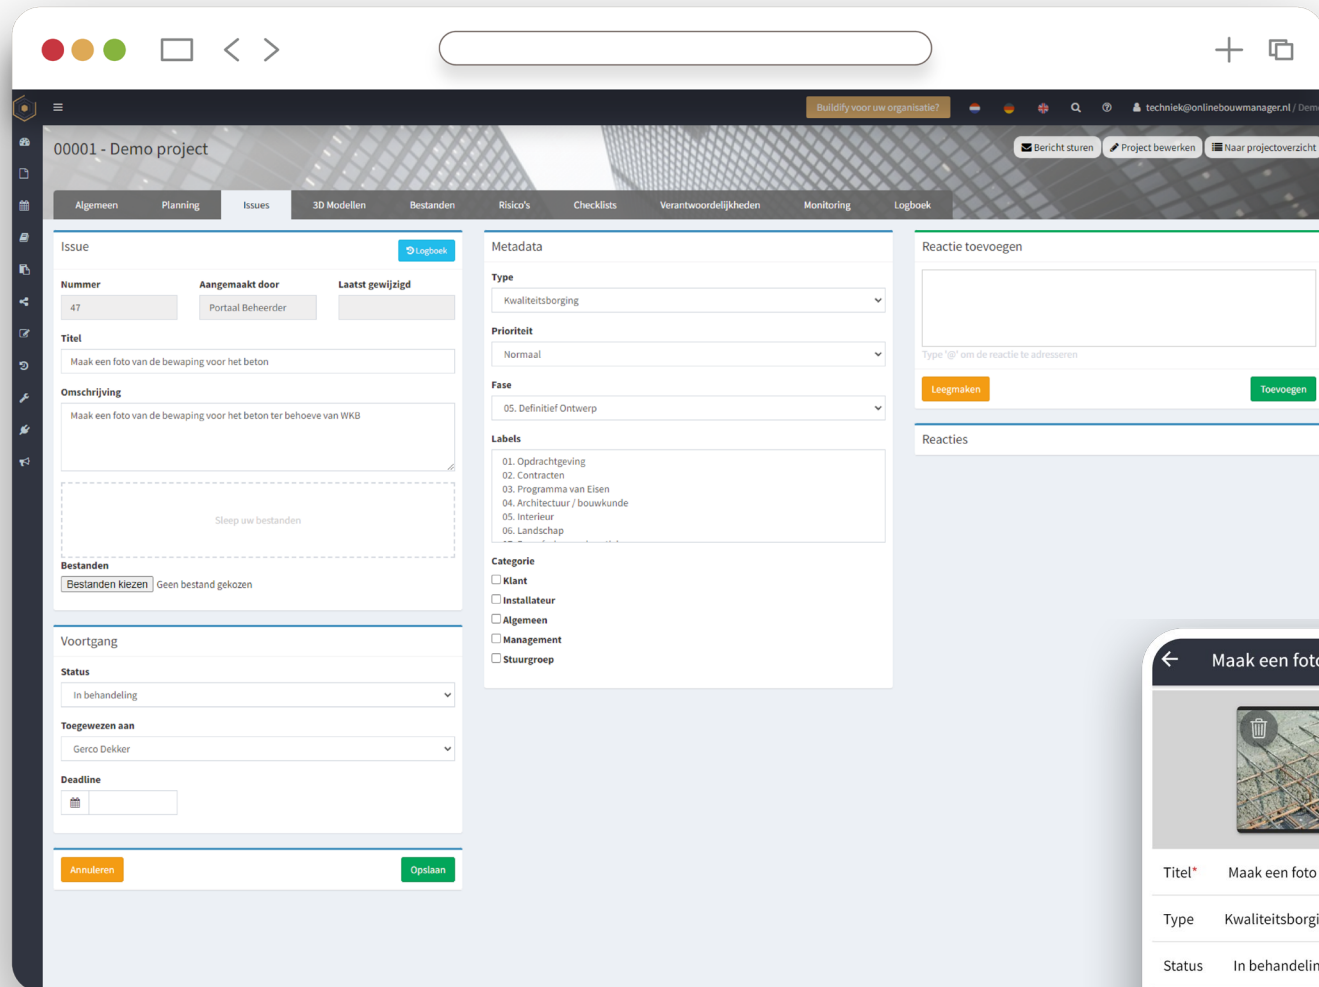 Buildify voor uw organisatie?
techniek@onlinebouwmanager.nl / Demo
00001 - Demo project
Bericht sturen
Project bewerken
Naar projectoverzicht
Algemeen Planning Issues 3D Modellen Bestanden Risico's Checklists Verantwoordelijkheden Monitoring Logboek
Issue
Logboek
Nummer Aangemaakt door Laatst gewijzigd
47 Portaal Beheerder
Titel
Maak een foto van de bewaping voor het beton
Omschrijving
Maak een foto van de bewaping voor het beton ter behoeve van WKB
Sleep uw bestanden
Bestanden
Bestanden kiezen Geen bestand gekozen
Voortgang
Status
In behandeling
Toegewezen aan
Gerco Dekker
Deadline
Annuleren
Opslaan
Metadata
Type
Kwaliteitsborging
Prioriteit
Normaal
Fase
05. Definitief Ontwerp
Labels
01. Opdrachtgeving
02. Contracten
03. Programma van Eisen
04. Architectuur / bouwkunde
05. Interieur
06. Landschap
Categorie
Klant
Installateur
Algemeen
Management
Stuurgroep
Reactie toevoegen
Type '@' om de reactie te adresseren
Leegmaken
Toevoegen
Reacties
Maak een foto
Titel* Maak een foto
Type Kwaliteitsborgi
Status In behandelin